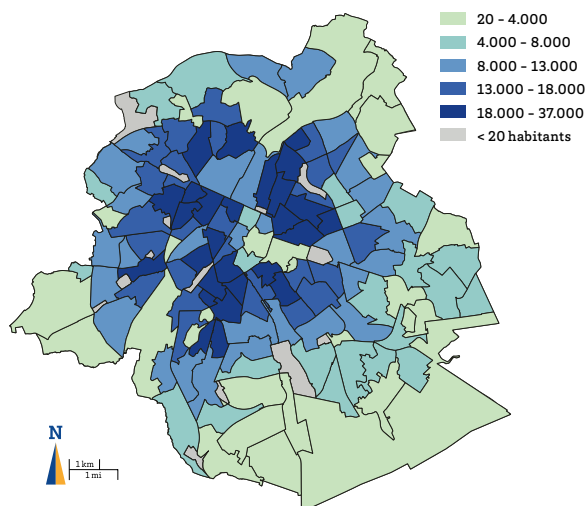 20 - 4.000
4.000 - 8.000
8.000 - 13.000
13.000 - 18.000
18.000 - 37.000
< 20 habitants
N
1 km
1 mi